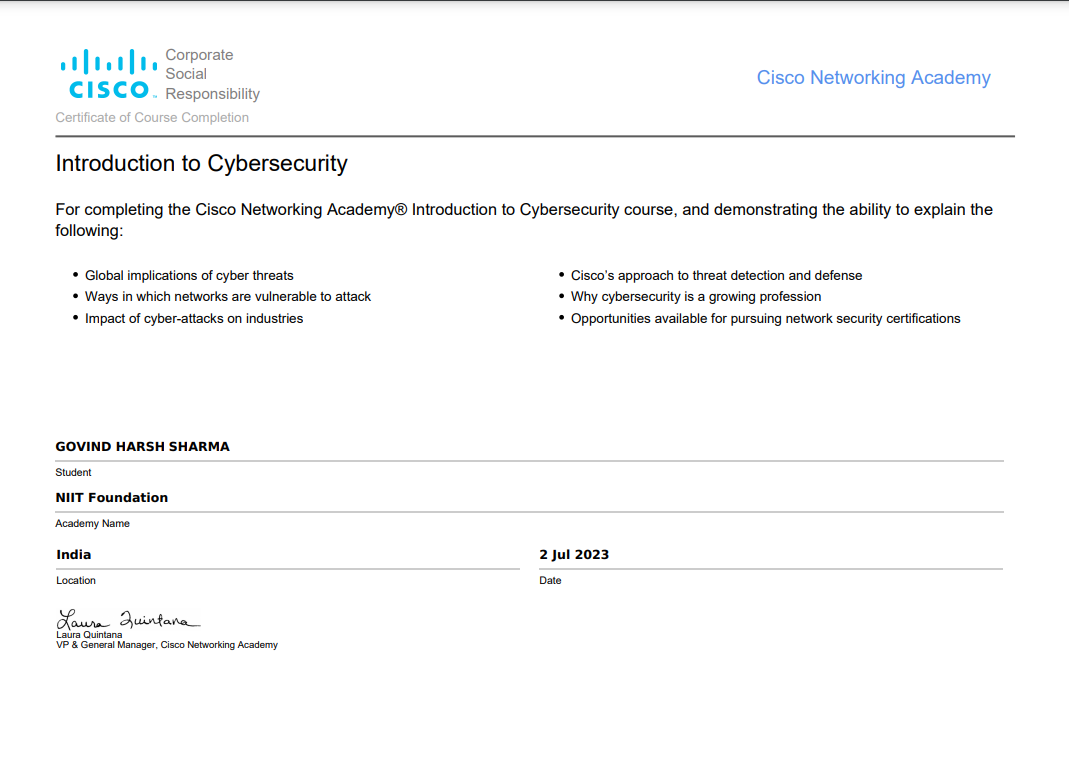 CISCO
Corporate
Social
Responsibility
Cisco Networking Academy
Certificate of Course Completion
Introduction to Cybersecurity
For completing the Cisco Networking Academy® Introduction to Cybersecurity course, and demonstrating the ability to explain the
following:
• Global implications of cyber threats
• Ways in which networks are vulnerable to attack
• Impact of cyber-attacks on industries
• Cisco's approach to threat detection and defense
• Why cybersecurity is a growing profession
• Opportunities available for pursuing network security certifications
GOVIND HARSH SHARMA
Student
NIIT Foundation
Academy Name
India
Location
2 Jul 2023
Date
Laura Quintana
Laura Quintana
VP & General Manager, Cisco Networking Academy